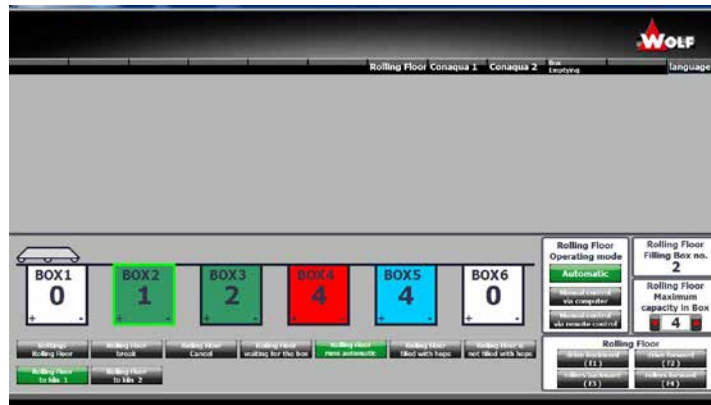 WOLF
Rolling Floor Conaqua 1 Conaqua 2 Box Emptying language
BOX1 BOX2 BOX3 BOX4 BOX5 BOX6
0 1 2 4 4 0
+ - + - + - + - + - + -
Rolling Floor
Operating mode
Automatic
Manual control
via computer
Manual control
via remote control
Rolling Floor
Filling Box no.
2
Rolling Floor
Maximum
capacity in Box
4
Settings
Rolling Floor
Rolling Floor
break
Rolling Floor
Cancel
Rolling Floor
waiting for the box
Rolling Floor
runs automatic
Rolling Floor
filled with hops
Rolling Floor is
not filled with hops
Rolling Floor
to kiln 1
Rolling Floor
to kiln 2
Rolling Floor
drive backward
(F1)
drive forward
(F2)
rollers backward
(F3)
rollers forward
(F4)